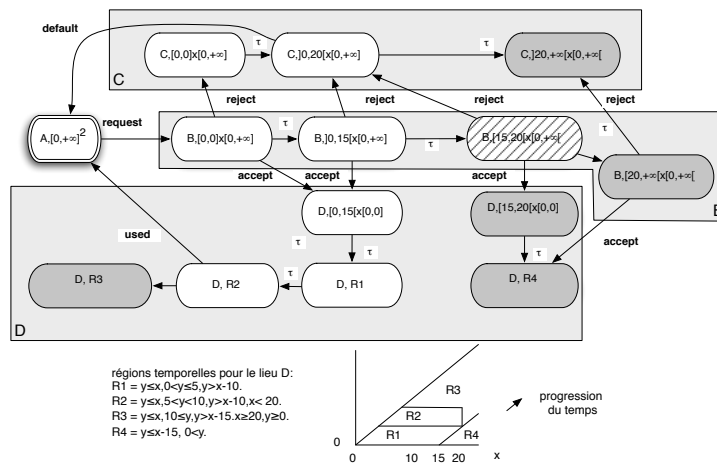 default
τ
τ
C,[0,0]x[0,+∞]
C,]0,20[x[0,+∞]
C,]20,+∞[x[0,+∞[
C
reject
reject
reject
reject
request
A,[0,+∞]²
τ
τ
τ
B,[0,0]x[0,+∞]
B,]0,15[x[0,+∞]
B,[15,20[x[0,+∞[
B,[20,+∞[x[0,+∞[
accept
accept
accept
accept
D,[0,15[x[0,0]
D,[15,20[x[0,0]
used
τ
τ
τ
τ
D, R3
D, R2
D, R1
D, R4
D
régions temporelles pour le lieu D:
R1 = y≤x,0<y≤5,y>x-10.
R2 = y≤x,5<y<10,y>x-10,x< 20.
R3 = y≤x,10≤y,y>x-15.x≥20,y≥0.
R4 = y≤x-15, 0<y.
R3
R2
R1
R4
progression
du temps
0
0
10
15
20
x